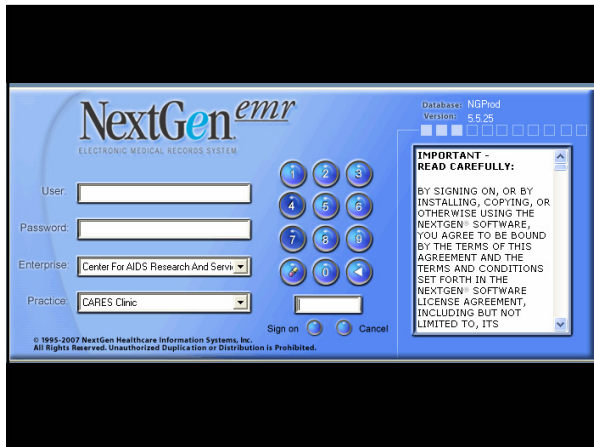 NextGen emr
ELECTRONIC MEDICAL RECORDS SYSTEM
Database: NGProd
Version: 5.5.25
User:
Password:
Enterprise: Center For AIDS Research And Servi
Practice: CARES Clinic
1 2 3
4 5 6
7 8 9
0
Sign on Cancel
IMPORTANT -
READ CAREFULLY:
BY SIGNING ON, OR BY
INSTALLING, COPYING, OR
OTHERWISE USING THE
NEXTGEN® SOFTWARE,
YOU AGREE TO BE BOUND
BY THE TERMS OF THIS
AGREEMENT AND THE
TERMS AND CONDITIONS
SET FORTH IN THE
NEXTGEN® SOFTWARE
LICENSE AGREEMENT,
INCLUDING BUT NOT
LIMITED TO, ITS
© 1995-2007 NextGen Healthcare Information Systems, Inc.
All Rights Reserved. Unauthorized Duplication or Distribution is Prohibited.